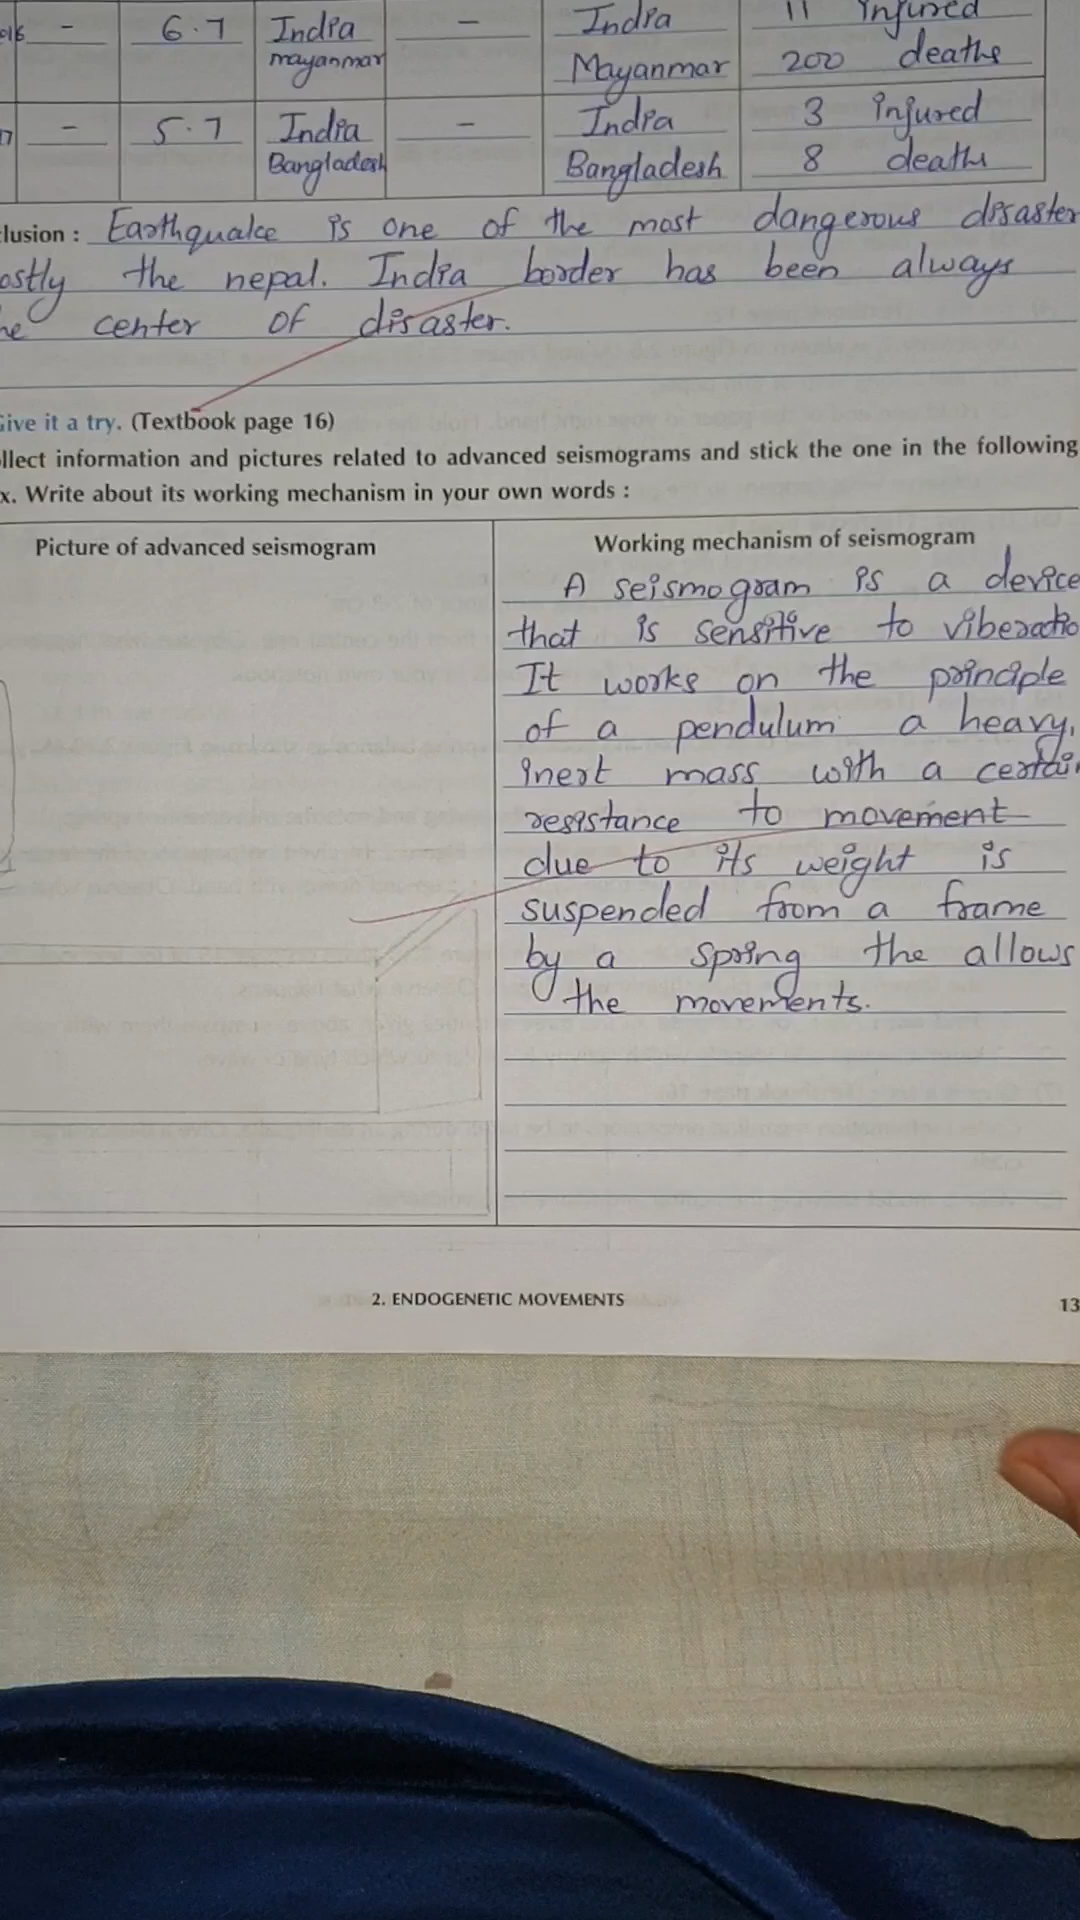 - 6.7 India - India 11 injured
mayanmar Mayanmar 200 deaths
- 5.7 India - India 3 injured
Bangladesh Bangladesh 8 deaths
clusion : Earthquake is one of the most dangerous disaster
ostly the nepal. India border has been always
he center of disaster.
Give it a try. (Textbook page 16)
ollect information and pictures related to advanced seismograms and stick the one in the following
x. Write about its working mechanism in your own words :
Picture of advanced seismogram
Working mechanism of seismogram
A seismogram is a device
that is sensitive to viberatio
It works on the principle
of a pendulum a heavy,
inert mass with a certain
resistance to movement
due to its weight is
suspended from a frame
by a spring the allows
the movements.
2. ENDOGENETIC MOVEMENTS
13